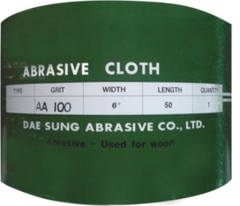 ABRASIVE CLOTH
TYPE GRIT WIDTH LENGTH QUANTITY
AA 100 6" 50 1
DAE SUNG ABRASIVE CO., LTD.
Abrasive - Used for wood